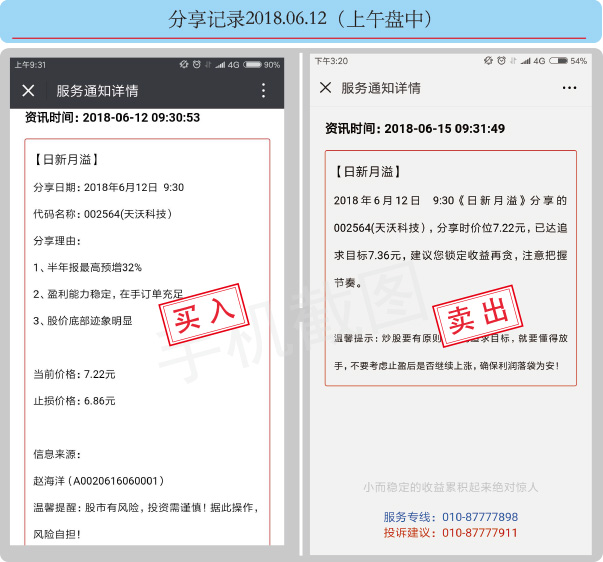 分享记录2018.06.12（上午盘中）
上午9:31
4G
90%
服务通知详情
资讯时间: 2018-06-12 09:30:53
【日新月溢】
分享日期: 2018年6月12日 9:30
代码名称: 002564(天沃科技)
分享理由:
1、半年报最高预增32%
2、盈利能力稳定，在手订单充足
3、股价底部迹象明显
买入
当前价格: 7.22元
止损价格: 6.86元
信息来源:
赵海洋（A0020616060001）
温馨提醒: 股市有风险，投资需谨慎！据此操作，
风险自担！
下午3:20
4G
54%
服务通知详情
资讯时间: 2018-06-15 09:31:49
【日新月溢】
2018年6月12日 9:30《日新月溢》分享的
002564(天沃科技)，分享时价位7.22元，已达追
求目标7.36元，建议您锁定收益再贪，注意把握
节奏。
卖出
温馨提示: 炒股要有原则
求目标，就要懂得放
手，不要考虑止盈后是否继续上涨，确保利润落袋为安！
小而稳定的收益累积起来绝对惊人
服务专线: 010-87777898
投诉建议: 010-87777911
手机截图